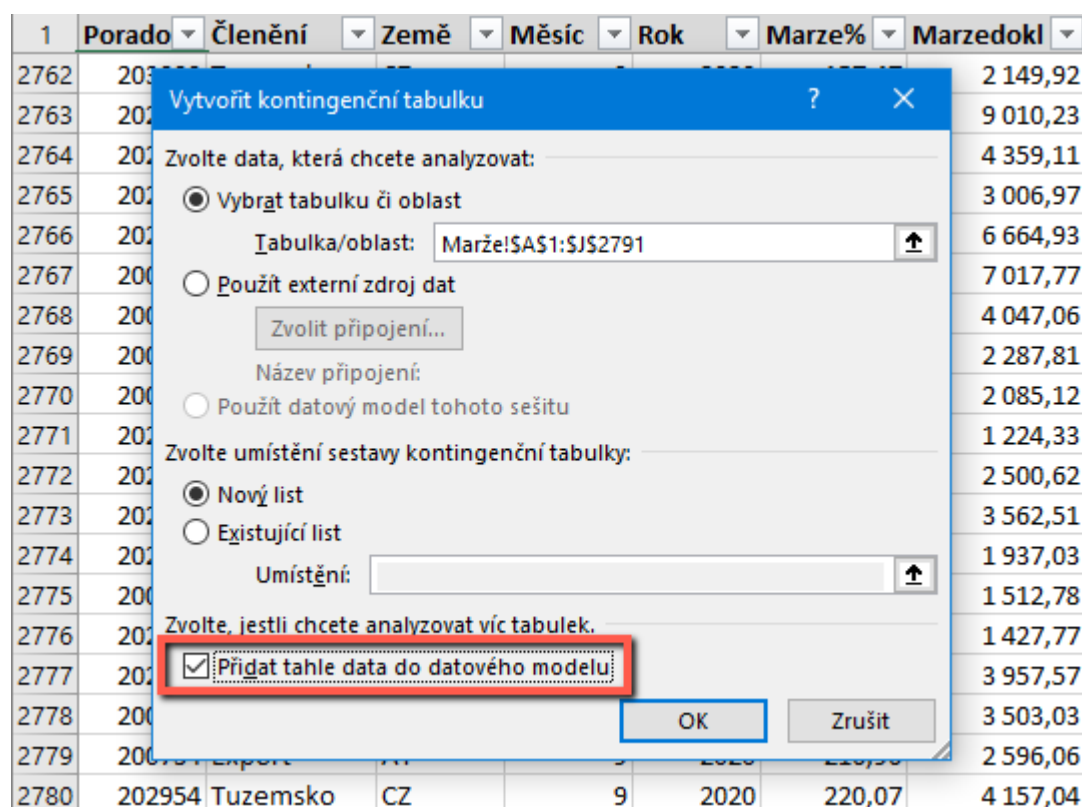 1 Porado Členění Země Měsíc Rok Marze% Marzedokl
2762 2 149,92
Vytvořit kontingenční tabulku ? ×
2763 9 010,23
2764 Zvolte data, která chcete analyzovat: 4 359,11
2765 Vybrat tabulku či oblast 3 006,97
2766 Tabulka/oblast: Marže!$A$1:$J$2791 6 664,93
2767 Použít externí zdroj dat 7 017,77
2768 Zvolit připojení... 4 047,06
2769 Název připojení: 2 287,81
2770 Použít datový model tohoto sešitu 2 085,12
2771 1 224,33
Zvolte umístění sestavy kontingenční tabulky:
2772 Nový list 2 500,62
2773 Existující list 3 562,51
2774 Umístění: 1 937,03
2775 1 512,78
Zvolte, jestli chcete analyzovat víc tabulek.
2776 1 427,77
2777 Přidat tahle data do datového modelu 3 957,57
2778 OK Zrušit 3 503,03
2779 2 596,06
2780 202954 Tuzemsko CZ 9 2020 220,07 4 157,04